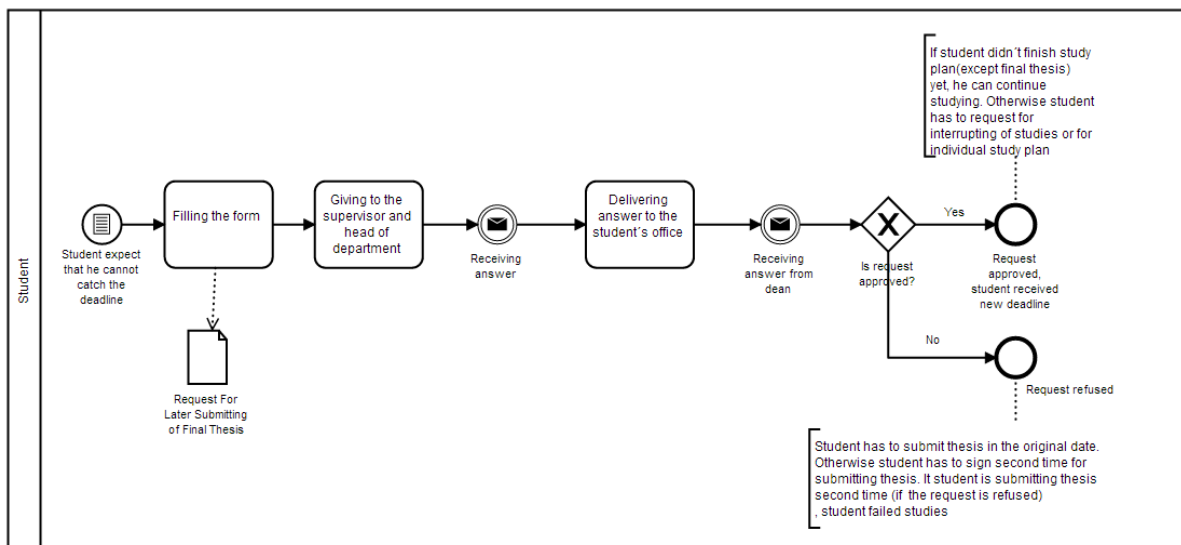 Student
Student expect
that he cannot
catch the
deadline
Filling the form
Request For
Later Submitting
of Final Thesis
Giving to the
supervisor and
head of
department
Receiving
answer
Delivering
answer to the
student´s office
Receiving
answer from
dean
Is request
approved?
Yes
No
If student didn´t finish study
plan(except final thesis)
yet, he can continue
studying. Otherwise student
has to request for
interrupting of studies or for
individual study plan
Request
approved,
student received
new deadline
Request refused
Student has to submit thesis in the original date.
Otherwise student has to sign second time for
submitting thesis. It student is submitting thesis
second time (if the request is refused)
, student failed studies